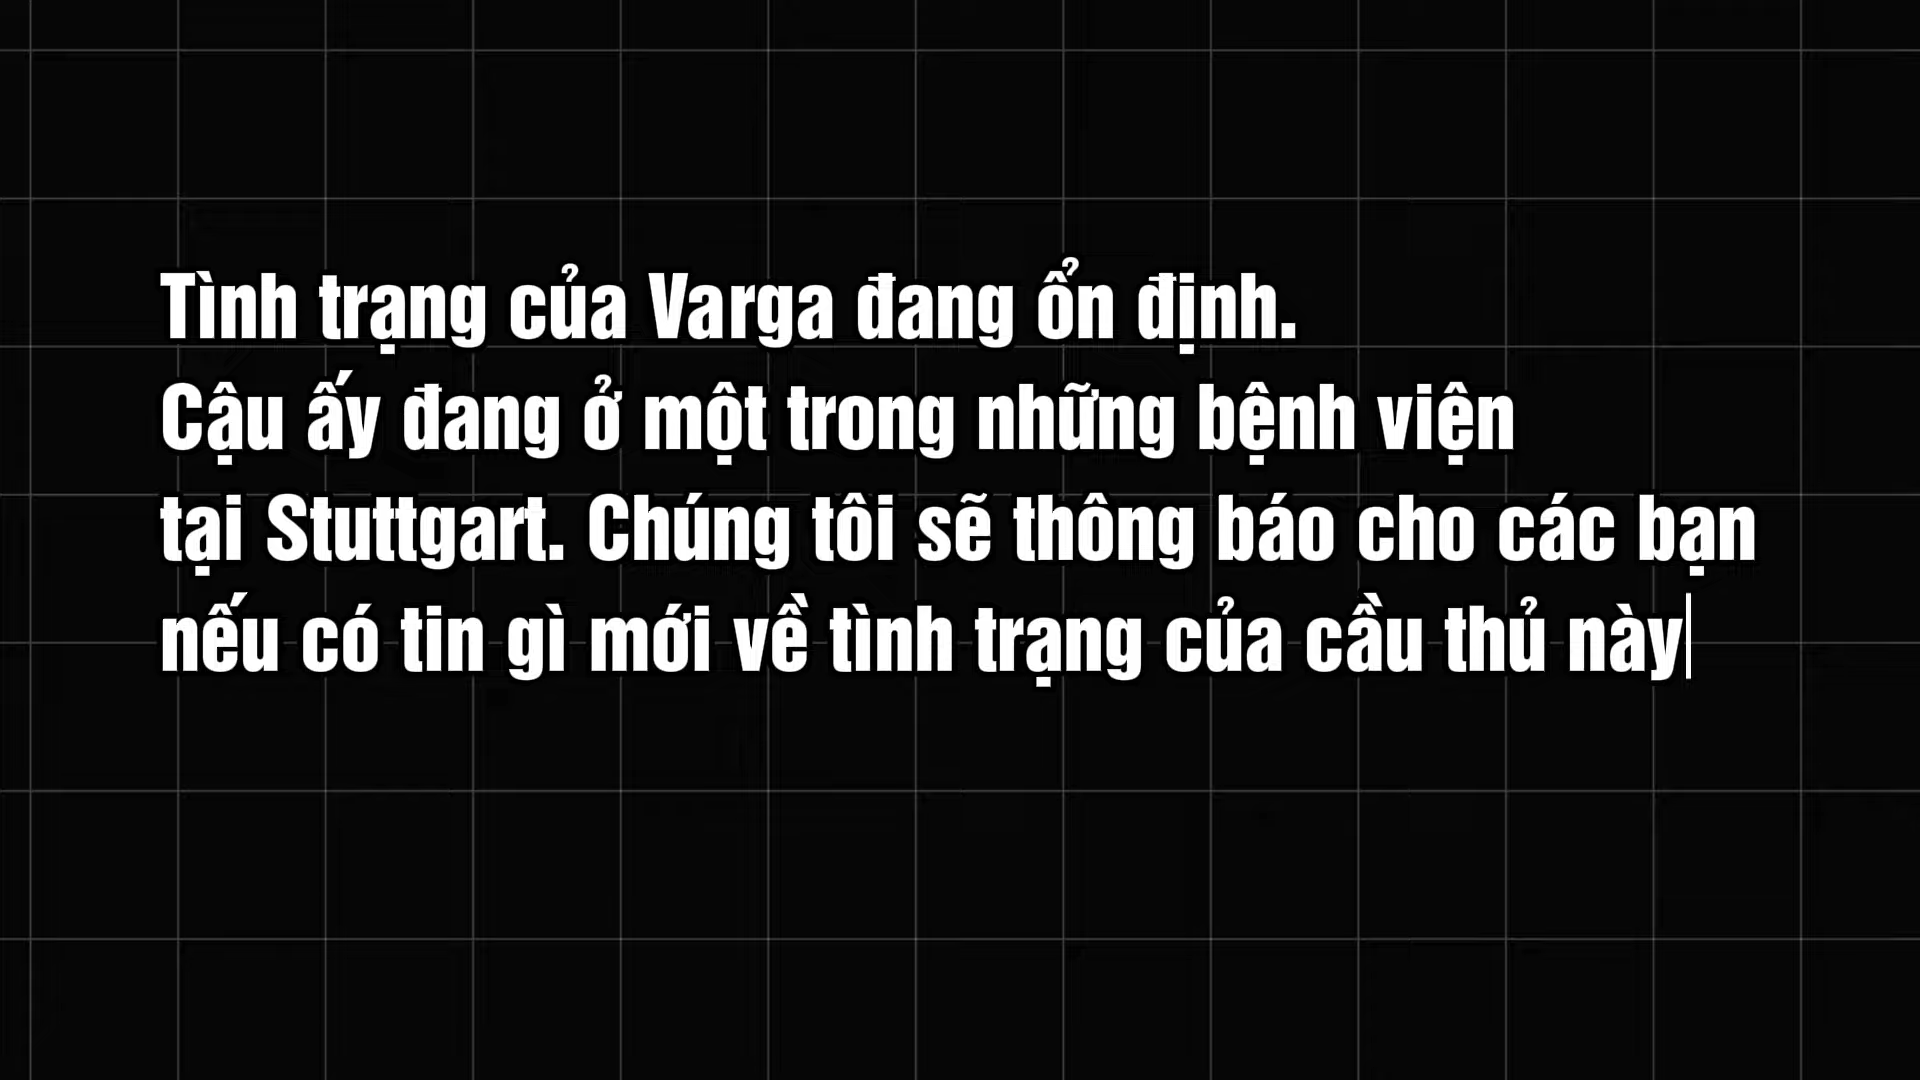 Tình trạng của Varga đang ổn định.
Cậu ấy đang ở một trong những bệnh viện
tại Stuttgart. Chúng tôi sẽ thông báo cho các bạn
nếu có tin gì mới về tình trạng của cầu thủ này